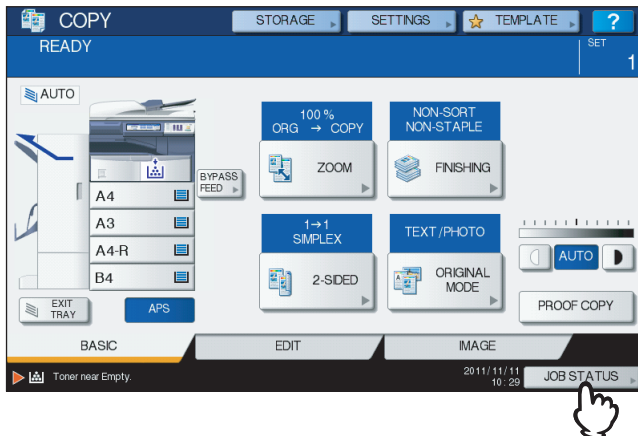 COPY
STORAGE
SETTINGS
TEMPLATE
?
READY
SET
1
AUTO
100 %
ORG → COPY
ZOOM
NON-SORT
NON-STAPLE
FINISHING
BYPASS
FEED
A4
A3
A4-R
B4
1→1
SIMPLEX
2-SIDED
TEXT/PHOTO
ORIGINAL
MODE
AUTO
EXIT
TRAY
APS
PROOF COPY
BASIC
EDIT
IMAGE
Toner near Empty.
2011/11/11
10:29
JOB STATUS